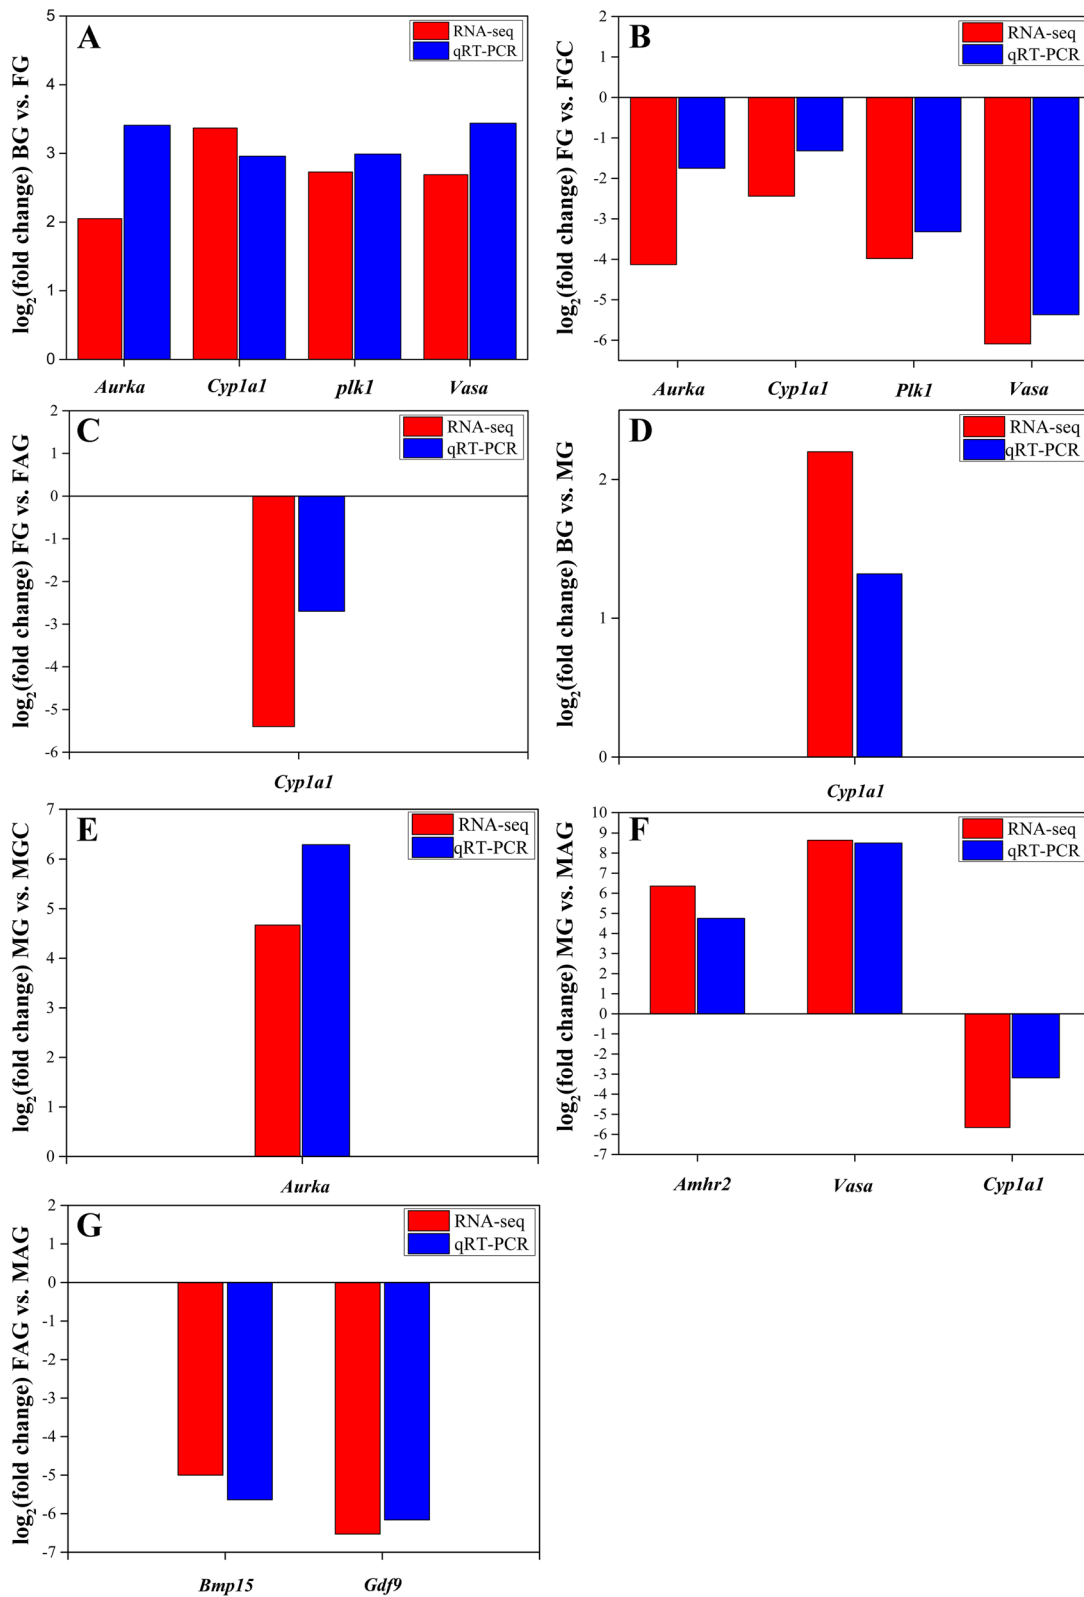 A
RNA-seq
qRT-PCR
log2(fold change) BG vs. FG
5
4
3
2
1
0
Aurka Cyp1a1 plk1 Vasa
B
RNA-seq
qRT-PCR
log2(fold change) FG vs. FGC
2
1
0
-1
-2
-3
-4
-5
-6
Aurka Cyp1a1 Plk1 Vasa
C
RNA-seq
qRT-PCR
log2(fold change) FG vs. FAG
2
1
0
-1
-2
-3
-4
-5
-6
Cyp1a1
D
RNA-seq
qRT-PCR
log2(fold change) BG vs. MG
2
1
0
Cyp1a1
E
RNA-seq
qRT-PCR
log2(fold change) MG vs. MGC
7
6
5
4
3
2
1
0
Aurka
F
RNA-seq
qRT-PCR
log2(fold change) MG vs. MAG
10
9
8
7
6
5
4
3
2
1
0
-1
-2
-3
-4
-5
-6
-7
Amhr2 Vasa Cyp1a1
G
RNA-seq
qRT-PCR
log2(fold change) FAG vs. MAG
2
1
0
-1
-2
-3
-4
-5
-6
-7
Bmp15 Gdf9